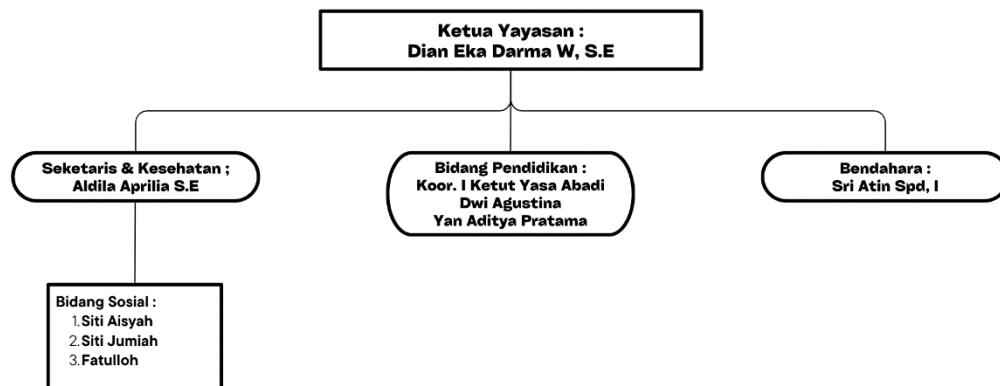 Ketua Yayasan :
Dian Eka Darma W, S.E
Seketaris & Kesehatan ;
Aldila Aprilia S.E
Bidang Pendidikan :
Koor. I Ketut Yasa Abadi
Dwi Agustina
Yan Aditya Pratama
Bendahara :
Sri Atin Spd, I
Bidang Sosial :
1. Siti Aisyah
2. Siti Jumiah
3. Fatulloh